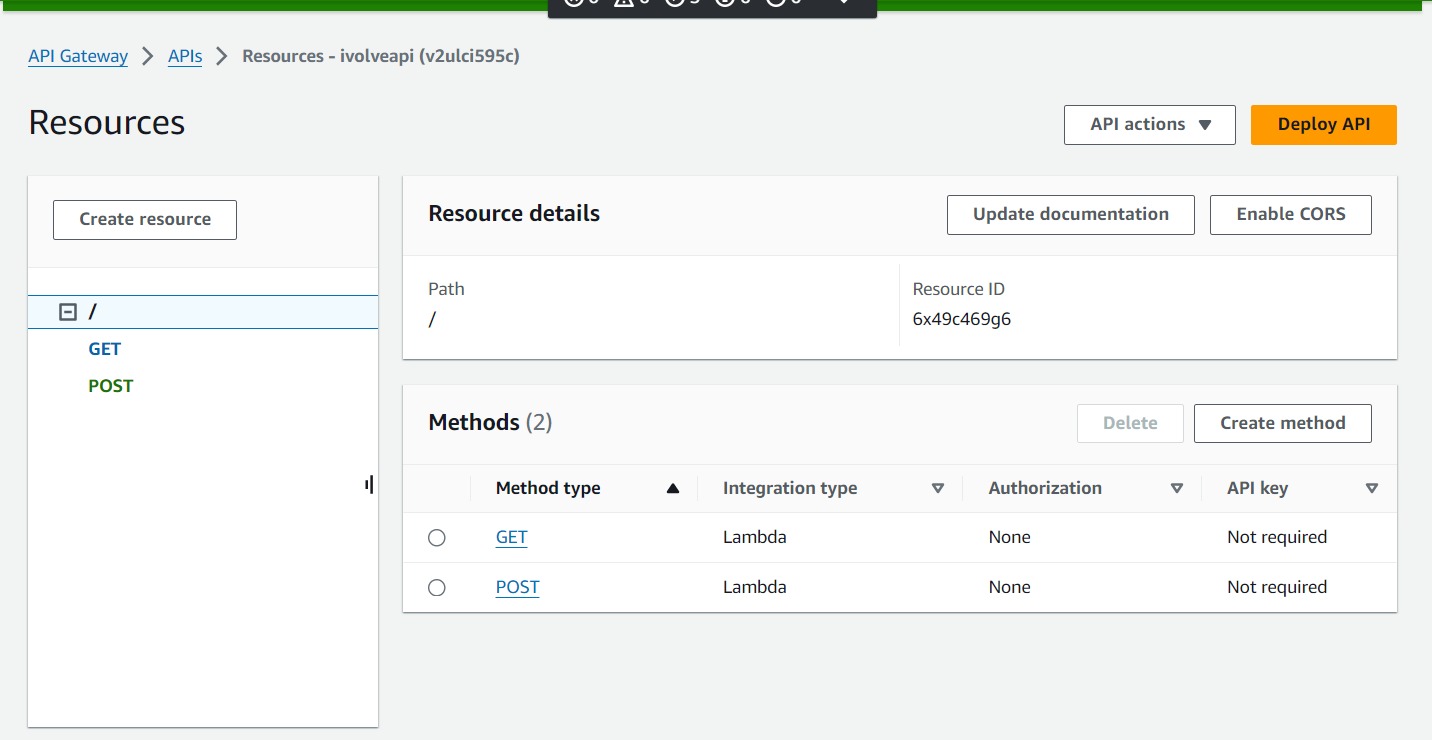 API Gateway > APIs > Resources - ivolveapi (v2ulci595c)
Resources
API actions
Deploy API
Create resource
/
GET
POST
Resource details
Update documentation
Enable CORS
Path
/
Resource ID
6x49c469g6
Methods (2)
Delete
Create method
Method type Integration type Authorization API key
GET Lambda None Not required
POST Lambda None Not required